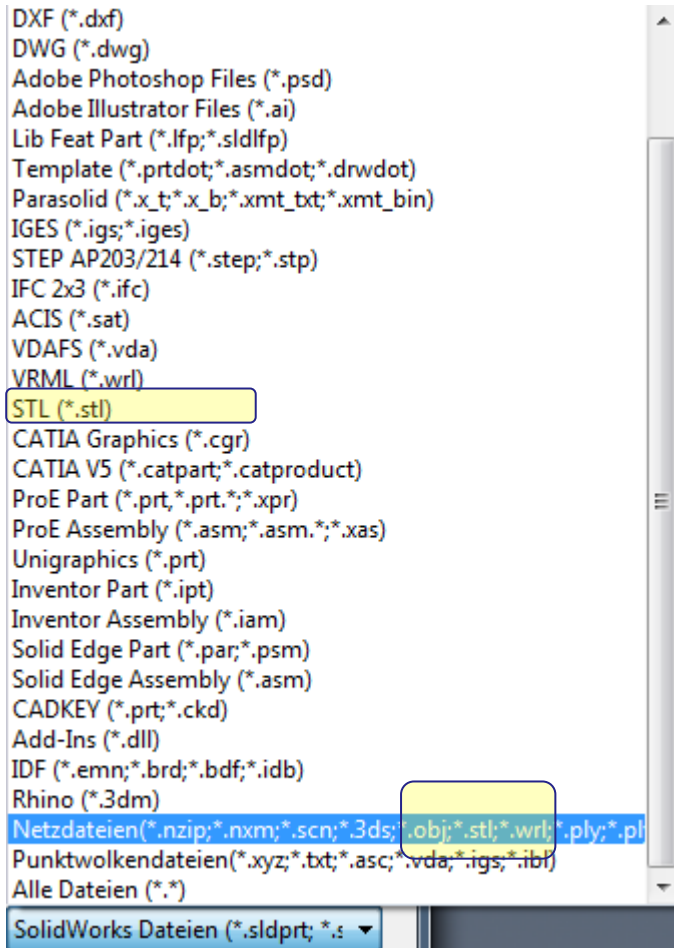 DXF (*.dxf)
DWG (*.dwg)
Adobe Photoshop Files (*.psd)
Adobe Illustrator Files (*.ai)
Lib Feat Part (*.lfp;*.sldlfp)
Template (*.prtdot;*.asmdot;*.drwdot)
Parasolid (*.x_t;*.x_b;*.xmt_txt;*.xmt_bin)
IGES (*.igs;*.iges)
STEP AP203/214 (*.step;*.stp)
IFC 2x3 (*.ifc)
ACIS (*.sat)
VDAFS (*.vda)
VRML (*.wrl)
STL (*.stl)
CATIA Graphics (*.cgr)
CATIA V5 (*.catpart;*.catproduct)
ProE Part (*.prt,*.prt.*;*.xpr)
ProE Assembly (*.asm;*.asm.*;*.xas)
Unigraphics (*.prt)
Inventor Part (*.ipt)
Inventor Assembly (*.iam)
Solid Edge Part (*.par;*.psm)
Solid Edge Assembly (*.asm)
CADKEY (*.prt;*.ckd)
Add-Ins (*.dll)
IDF (*.emn;*.brd;*.bdf;*.idb)
Rhino (*.3dm)
Netzdateien(*.nzip;*.nxm;*.scn;*.3ds;*.obj;*.stl;*.wrl;*.ply;*.pl
Punktwolkendateien(*.xyz;*.txt;*.asc;*.vda;*.igs;*.ibl)
Alle Dateien (*.*)
SolidWorks Dateien (*.sldprt; *.s